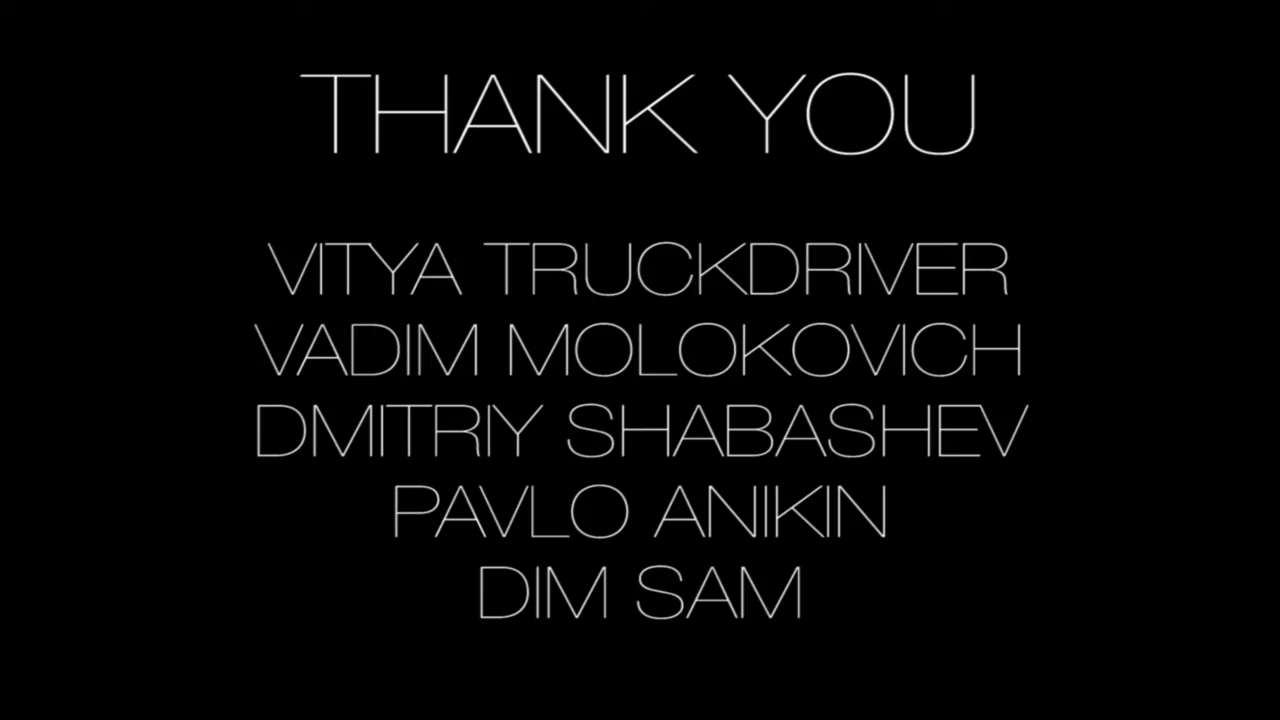 THANK YOU
VITYA TRUCKDRIVER
VADIM MOLOKOVICH
DMITRIY SHABASHEV
PAVLO ANIKIN
DIM SAM